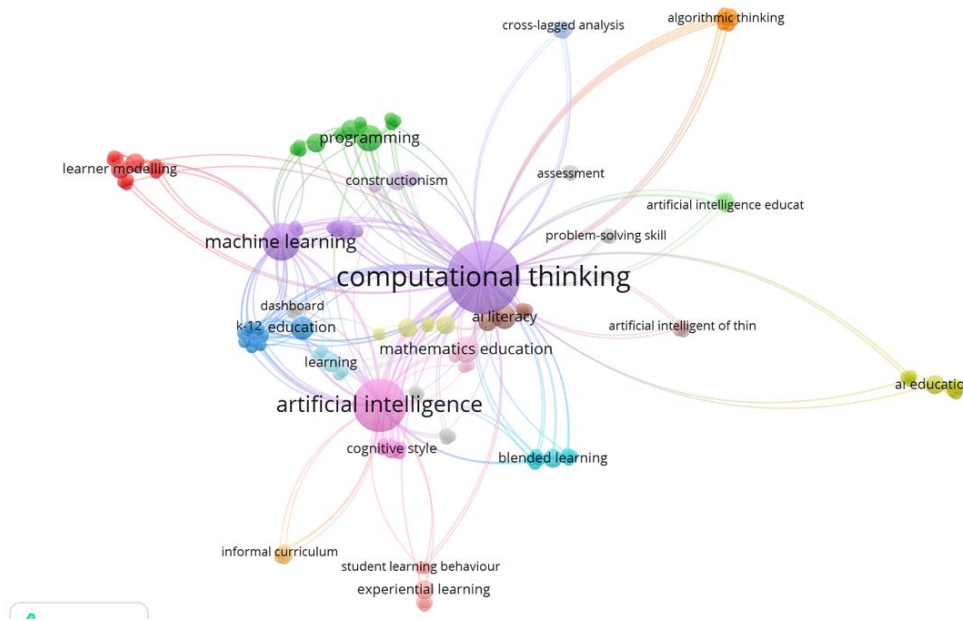 cross-lagged analysis
algorithmic thinking
programming
learner modelling
constructionism
assessment
artificial intelligence educat
machine learning
problem-solving skill
computational thinking
dashboard
k-12 education
ai literacy
artificial intelligent of thin
mathematics education
learning
ai educatio
artificial intelligence
cognitive style
blended learning
informal curriculum
student learning behaviour
experiential learning